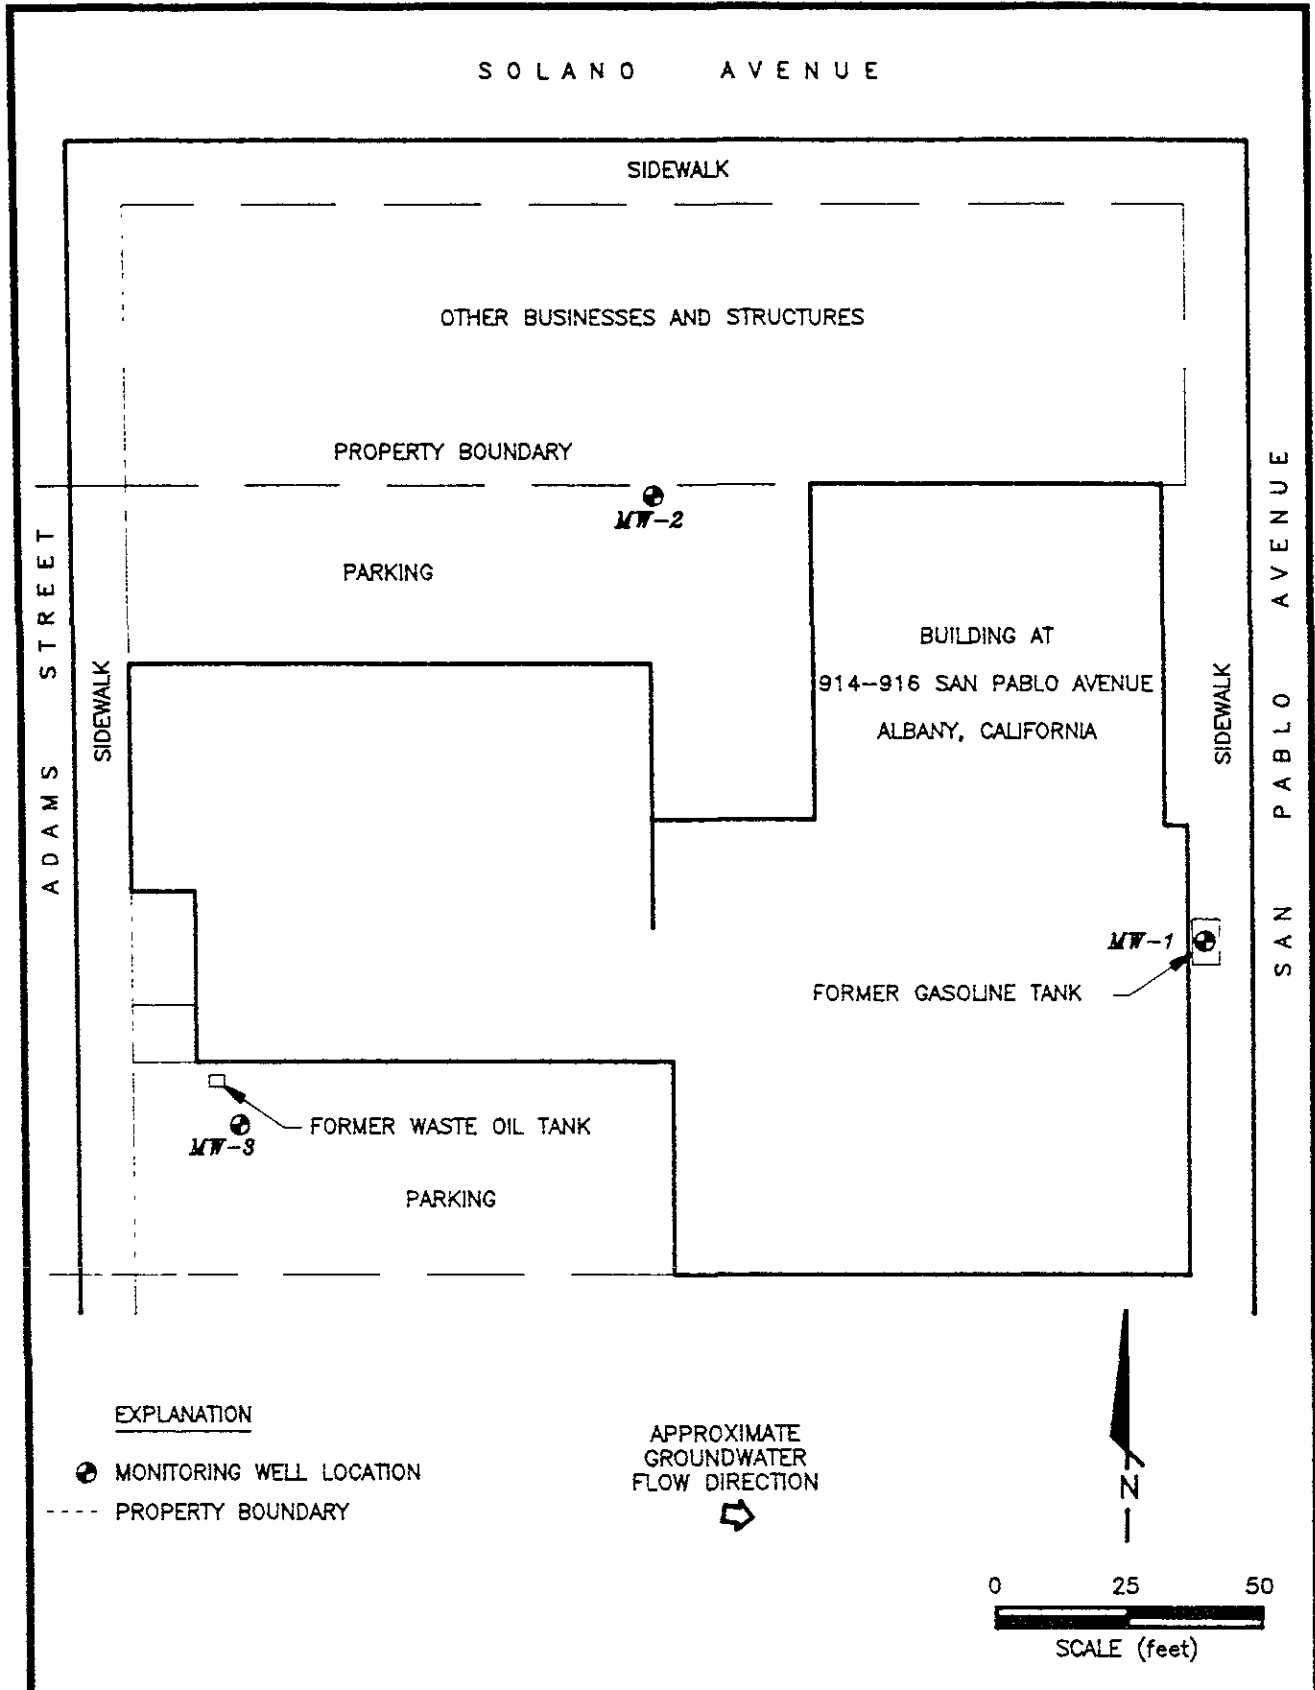 SOLANO AVENUE
SIDEWALK
OTHER BUSINESSES AND STRUCTURES
PROPERTY BOUNDARY
MW-2
PARKING
ADAMS STREET
SIDEWALK
BUILDING AT
914-916 SAN PABLO AVENUE
ALBANY, CALIFORNIA
SIDEWALK
SAN PABLO AVENUE
MW-1
FORMER GASOLINE TANK
FORMER WASTE OIL TANK
MW-3
PARKING
EXPLANATION
MONITORING WELL LOCATION
PROPERTY BOUNDARY
APPROXIMATE
GROUNDWATER
FLOW DIRECTION
N
0 25 50
SCALE (feet)